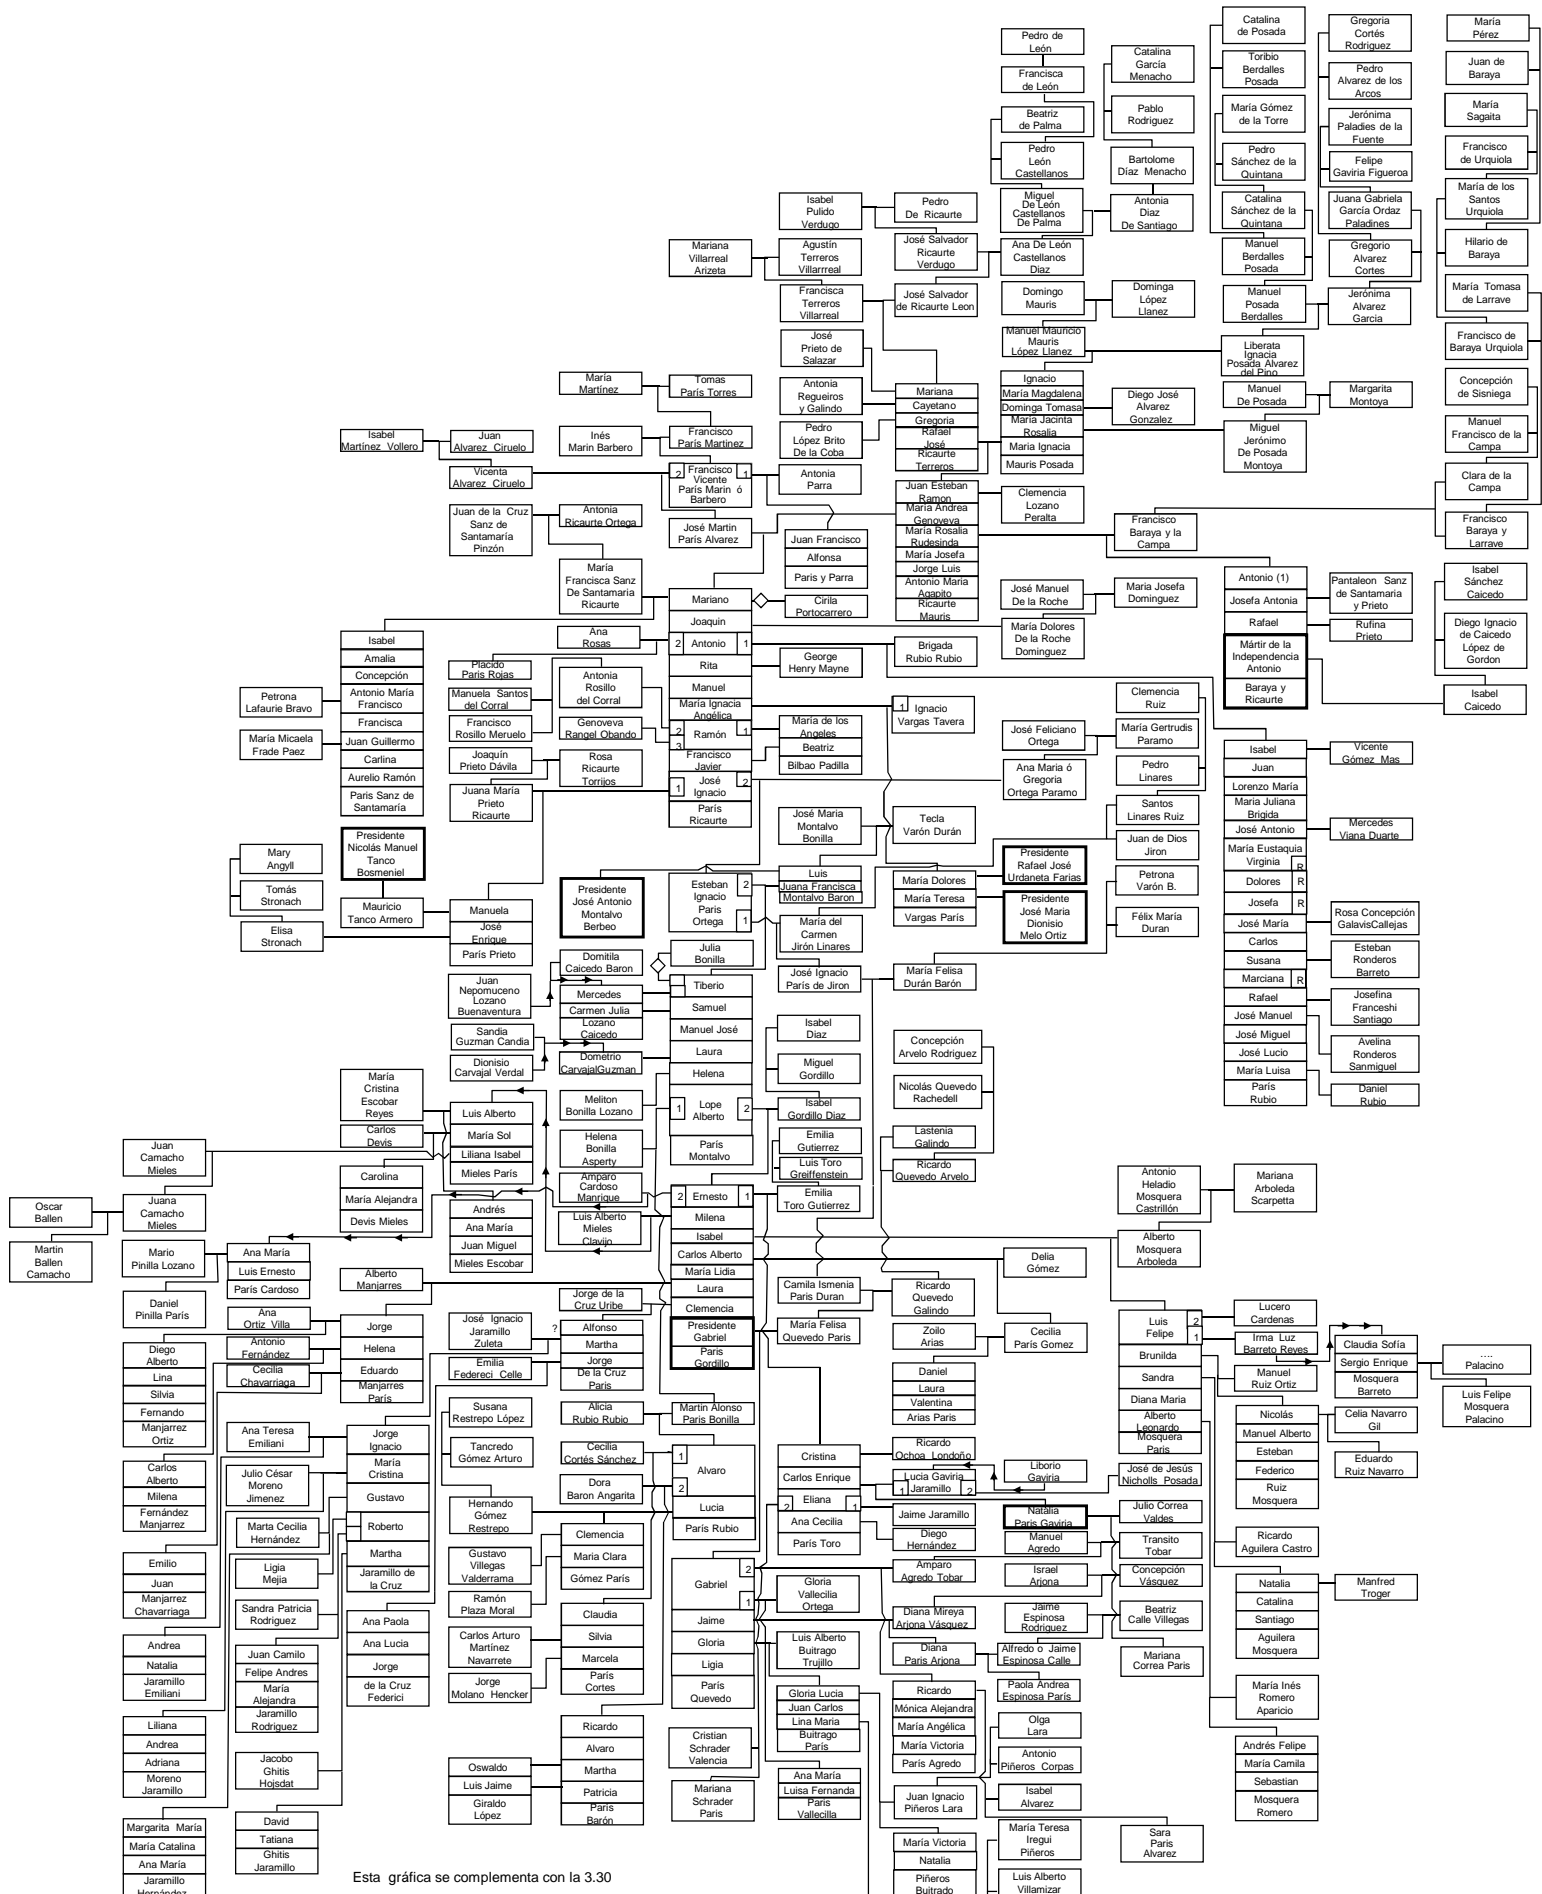 Pedro de
León
Francisca
de León
Beatriz
de Palma
Pedro
León
Castellanos
Miguel
De León
Castellanos
De Palma
Catalina
García
Menacho
Pablo
Rodriguez
Bartolome
Díaz Menacho
Antonia
Diaz
De Santiago
Catalina
de Posada
Toribio
Berdalles
Posada
María Gómez
de la Torre
Pedro
Sánchez de la
Quintana
Catalina
Sánchez de la
Quintana
Manuel
Berdalles
Posada
Manuel
Posada
Berdalles
Gregoria
Cortés
Rodriguez
Pedro
Alvarez de los
Arcos
Jerónima
Paladies de la
Fuente
Felipe
Gaviria Figueroa
Juana Gabriela
García Ordaz
Paladines
Gregorio
Alvarez
Cortes
Jerónima
Alvarez
Garcia
María
Pérez
Juan de
Baraya
María
Sagaita
Francisco
de Urquiola
María de los
Santos
Urquiola
Hilario de
Baraya
María Tomasa
de Larrave
Francisco de
Baraya Urquiola
Concepción
de Sisniega
Manuel
Francisco de la
Campa
Clara de la
Campa
Francisco
Baraya y
Larrave
Isabel
Pulido
Verdugo
Pedro
De Ricaurte
Mariana
Villarreal
Arizeta
Agustín
Terreros
Villarrreal
José Salvador
Ricaurte
Verdugo
Ana De León
Castellanos
Diaz
Francisca
Terreros
Villarreal
José Salvador
de Ricaurte Leon
Domingo
Mauris
Dominga
López
Llanez
José
Prieto de
Salazar
Manuel Mauricio
Mauris
López Llanez
Liberata
Ignacia
Posada Alvarez
del Pino
María
Martínez
Tomas
París Torres
Antonia
Regueiros
y Galindo
Mariana
Cayetano
Gregoria
Rafael
José
Ricaurte
Terreros
Ignacio
María Magdalena
Dominga Tomasa
María Jacinta
Rosalia
Maria Ignacia
Mauris Posada
Diego José
Alvarez
Gonzalez
Manuel
De Posada
Margarita
Montoya
Miguel
Jerónimo
De Posada
Montoya
Isabel
Martínez Vollero
Juan
Alvarez Ciruelo
Inés
Marin Barbero
Francisco
París Martinez
Pedro
López Brito
De la Coba
Vicenta
Alvarez Ciruelo
2
Francisco
Vicente
París Marin ó
Barbero
1
Antonia
Parra
Juan de la Cruz
Sanz de
Santamaría
Pinzón
Antonia
Ricaurte Ortega
José Martin
París Alvarez
Juan Francisco
Alfonsa
Paris y Parra
Juan Esteban
Ramon
María Andrea
Genoveva
María Rosalia
Rudesinda
María Josefa
Jorge Luis
Antonio Maria
Agapito
Ricaurte
Mauris
Clemencia
Lozano
Peralta
Francisco
Baraya y la
Campa
María
Francisca Sanz
De Santamaria
Ricaurte
Mariano
Joaquin
2
Antonio
1
Rita
Manuel
María Ignacia
Angélica
2
Ramón
1
3
Francisco
Javier
José
Ignacio
1
2
París
Ricaurte
Cirila
Portocarrero
José Manuel
De la Roche
Maria Josefa
Dominguez
María Dolores
De la Roche
Dominguez
Antonio (1)
Josefa Antonia
Rafael
Mártir de la
Independencia
Antonio
Baraya y
Ricaurte
Pantaleon Sanz
de Santamaria
y Prieto
Rufina
Prieto
Isabel
Sánchez
Caicedo
Diego Ignacio
de Caicedo
López de
Gordon
Isabel
Caicedo
Isabel
Amalia
Concepción
Antonio María
Francisco
Francisca
Juan Guillermo
Carlina
Aurelio Ramón
Paris Sanz de
Santamaría
Ana
Rosas
Placido
Paris Rojas
Petrona
Lafaurie Bravo
María Micaela
Frade Paez
Manuela Santos
del Corral
Antonia
Rosillo
del Corral
Francisco
Rosillo Meruelo
Genoveva
Rangel Obando
Joaquín
Prieto Dávila
Rosa
Ricaurte
Torrijos
Juana María
Prieto
Ricaurte
Brigada
Rubio Rubio
George
Henry Mayne
1
Ignacio
Vargas Tavera
María de los
Angeles
Beatriz
Bilbao Padilla
José Feliciano
Ortega
María Gertrudis
Paramo
Ana Maria ó
Gregoria
Ortega Paramo
Clemencia
Ruiz
Pedro
Linares
Santos
Linares Ruiz
Juan de Dios
Jiron
Petrona
Varón B.
Félix María
Duran
Isabel
Juan
Lorenzo María
Maria Juliana
Brigida
José Antonio
María Eustaquia
Virginia
R
Dolores
R
Josefa
R
José María
Carlos
Susana
Marciana
R
Rafael
José Manuel
José Miguel
José Lucio
María Luisa
París
Rubio
Vicente
Gómez Mas
Mercedes
Viana Duarte
Rosa Concepción
GalavisCallejas
Esteban
Ronderos
Barreto
Josefina
Franceshi
Santiago
Avelina
Ronderos
Sanmiguel
Daniel
Rubio
Presidente
Nicolás Manuel
Tanco
Bosmeniel
Mary
Angyll
Tomás
Stronach
Elisa
Stronach
Mauricio
Tanco Armero
Manuela
José
Enrique
París Prieto
Presidente
José Antonio
Montalvo
Berbeo
José Maria
Montalvo
Bonilla
Tecla
Varón Durán
Esteban
Ignacio
Paris
Ortega
2
1
Luis
Juana Francisca
Montalvo Baron
María del
Carmen
Jirón Linares
María Dolores
María Teresa
Vargas París
Presidente
Rafael José
Urdaneta Farias
Presidente
José Maria
Dionisio
Melo Ortiz
Julia
Bonilla
José Ignacio
París de Jiron
María Felisa
Durán Barón
Domitila
Caicedo Baron
Juan
Nepomuceno
Lozano
Buenaventura
Mercedes
Carmen Julia
Lozano
Caicedo
Sandia
Guzman Candia
Dionisio
Carvajal Verdal
Dometrio
CarvajalGuzman
Tiberio
Samuel
Manuel José
Laura
Helena
1
Lope
Alberto
2
París
Montalvo
Isabel
Diaz
Miguel
Gordillo
Isabel
Gordillo Diaz
Concepción
Arvelo Rodriguez
Nicolás Quevedo
Rachedell
Lastenia
Galindo
Ricardo
Quevedo Arvelo
María
Cristina
Escobar
Reyes
Carlos
Devis
Luis Alberto
María Sol
Liliana Isabel
Mieles París
Meliton
Bonilla Lozano
Helena
Bonilla
Asperty
Amparo
Cardoso
Manrique
Luis Alberto
Mieles
Clavijo
Emilia
Gutierrez
Luis Toro
Greiffenstein
Emilia
Toro Gutierrez
Juan
Camacho
Mieles
Juana
Camacho
Mieles
Oscar
Ballen
Martin
Ballen
Camacho
Carolina
María Alejandra
Devis Mieles
Andrés
Ana María
Juan Miguel
Mieles Escobar
2
Ernesto
1
Milena
Isabel
Carlos Alberto
María Lidia
Laura
Clemencia
Presidente
Gabriel
Paris
Gordillo
Antonio
Heladio
Mosquera
Castrillón
Mariana
Arboleda
Scarpetta
Alberto
Mosquera
Arboleda
Delia
Gómez
Mario
Pinilla Lozano
Ana María
Luis Ernesto
París Cardoso
Daniel
Pinilla París
Alberto
Manjarres
Jorge de la
Cruz Uribe
Camila Ismenia
Paris Duran
Ricardo
Quevedo
Galindo
María Felisa
Quevedo Paris
Zoilo
Arias
Cecilia
París Gomez
Daniel
Laura
Valentina
Arias Paris
Luis
Felipe
2
1
Brunilda
Sandra
Diana Maria
Alberto
Leonardo
Mosquera
Paris
Lucero
Cardenas
Irma Luz
Barreto Reyes
Manuel
Ruiz Ortiz
Claudia Sofía
Sergio Enrique
Mosquera
Barreto
....
Palacino
Luis Felipe
Mosquera
Palacino
Ana
Ortiz Villa
Antonio
Fernández
Cecilia
Chavarriaga
Jorge
Helena
Eduardo
Manjarres
París
José Ignacio
Jaramillo
Zuleta
?
Alfonso
Martha
Jorge
De la Cruz
Paris
Emilia
Federeci Celle
Diego
Alberto
Lina
Silvia
Fernando
Manjarrez
Ortiz
Carlos
Alberto
Milena
Fernández
Manjarrez
Emilio
Juan
Manjarrez
Chavarriaga
Andrea
Natalia
Jaramillo
Emiliani
Liliana
Andrea
Adriana
Moreno
Jaramillo
Margarita María
María Catalina
Ana María
Jaramillo
Hernández
Ana Teresa
Emiliani
Julio César
Moreno
Jimenez
Marta Cecilia
Hernández
Ligia
Mejia
Sandra Patricia
Rodriguez
Juan Camilo
Felipe Andres
María
Alejandra
Jaramillo
Rodriguez
Jacobo
Ghitis
Hojsdat
David
Tatiana
Ghitis
Jaramillo
Jorge
Ignacio
María
Cristina
Gustavo
Roberto
Martha
Jaramillo de
la Cruz
Ana Paola
Ana Lucia
Jorge
de la Cruz
Federici
Susana
Restrepo López
Tancredo
Gómez Arturo
Hernando
Gómez
Restrepo
Gustavo
Villegas
Valderrama
Ramón
Plaza Moral
Carlos Arturo
Martínez
Navarrete
Jorge
Molano Hencker
Alicia
Rubio Rubio
Martin Alonso
Paris Bonilla
Cecilia
Cortés Sánchez
Dora
Baron Angarita
1
Alvaro
2
Lucia
París Rubio
Clemencia
Maria Clara
Gómez París
Claudia
Silvia
Marcela
París
Cortes
Ricardo
Alvaro
Martha
Patricia
París
Barón
Oswaldo
Luis Jaime
Giraldo
López
Gabriel
2
1
Jaime
Gloria
Ligia
París
Quevedo
Cristian
Schrader
Valencia
Mariana
Schrader
Paris
Cristina
Carlos Enrique
2
Eliana
1
Ana Cecilia
París Toro
Ricardo
Ochoa Londoño
Lucia Gaviria
1
Jaramillo
2
Jaime Jaramillo
Diego
Hernández
Liborio
Gaviria
José de Jesús
Nicholls Posada
Natalia
Paris Gaviria
Julio Correa
Valdes
Manuel
Agredo
Transito
Tobar
Amparo
Agredo Tobar
Israel
Arjona
Concepción
Vásquez
Gloria
Vallecilia
Ortega
Diana Mireya
Arjona Vásquez
Jaime
Espinosa
Rodriguez
Beatriz
Calle Villegas
Luis Alberto
Buitrago
Trujillo
Diana
Paris Arjona
Alfredo o Jaime
Espinosa Calle
Mariana
Correa Paris
Paola Andrea
Espinosa París
Gloria Lucia
Juan Carlos
Lina Maria
Buitrago
París
Ricardo
Mónica Alejandra
María Angélica
María Victoria
París Agredo
Olga
Lara
Antonio
Piñeros Corpas
Ana María
Luisa Fernanda
Paris
Vallecilla
Juan Ignacio
Piñeros Lara
Isabel
Alvarez
María Victoria
Natalia
Piñeros
Buitrado
María Teresa
Iregui
Piñeros
Luis Alberto
Villamizar
Sara
Paris
Alvarez
Nicolás
Manuel Alberto
Esteban
Federico
Ruiz
Mosquera
Celia Navarro
Gil
Eduardo
Ruiz Navarro
Ricardo
Aguilera Castro
Natalia
Catalina
Santiago
Aguilera
Mosquera
Manfred
Troger
María Inés
Romero
Aparicio
Andrés Felipe
María Camila
Sebastian
Mosquera
Romero
Esta gráfica se complementa con la 3.30